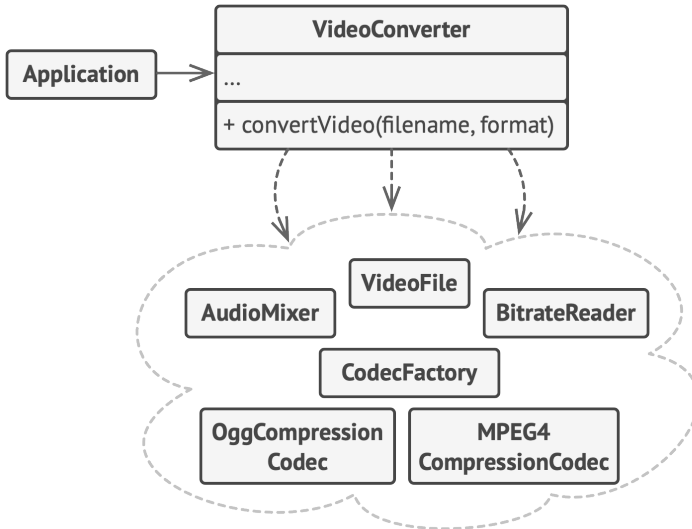 VideoConverter
Application
...
+ convertVideo(filename, format)
VideoFile
AudioMixer
BitrateReader
CodecFactory
OggCompression
Codec
MPEG4
CompressionCodec